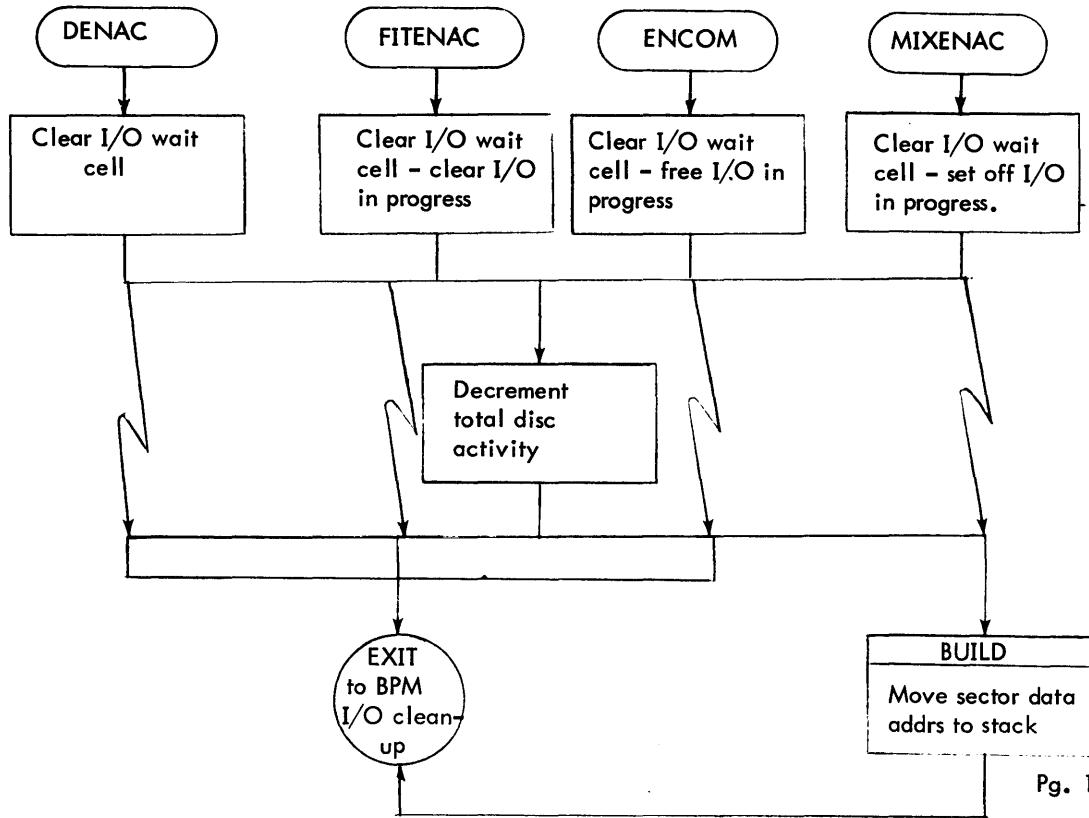 DENAC
FITENAC
ENCOM
MIXENAC
Clear I/O wait
cell
Clear I/O wait
cell - clear I/O
in progress
Clear I/O wait
cell - free I/O in
progress
Clear I/O wait
cell - set off I/O
in progress.
Decrement
total disc
activity
EXIT
to BPM
I/O clean-
up
BUILD
Move sector data
addrs to stack
Pg. 1